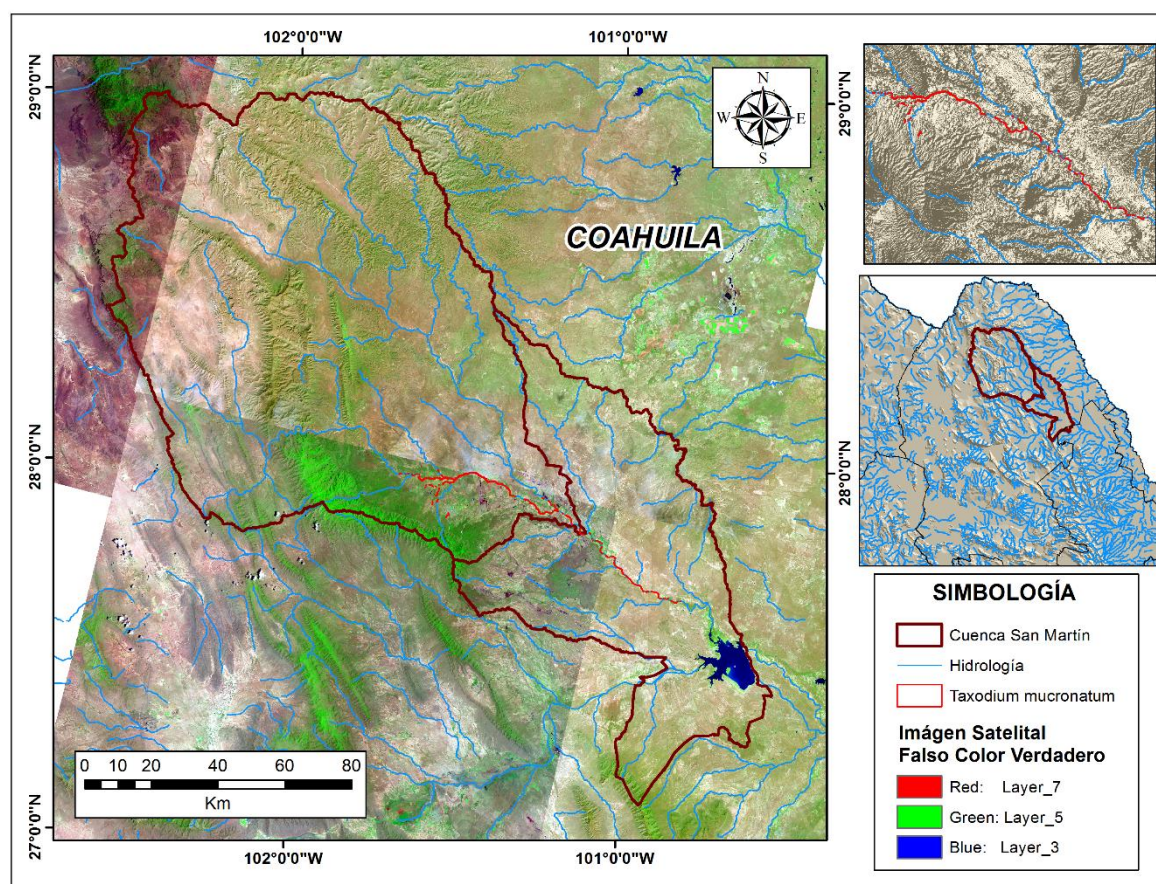 102°0'0"W 101°0'0"W
29°0'0"N
28°0'0"N
27°0'0"N
N
W E
S
COAHUILA
29°0'0"N
28°0'0"N
0 10 20 40 60 80
Km
102°0'0"W 101°0'0"W
SIMBOLOGÍA
Cuenca San Martín
Hidrología
Taxodium mucronatum
Imágen Satelital
Falso Color Verdadero
Red: Layer_7
Green: Layer_5
Blue: Layer_3